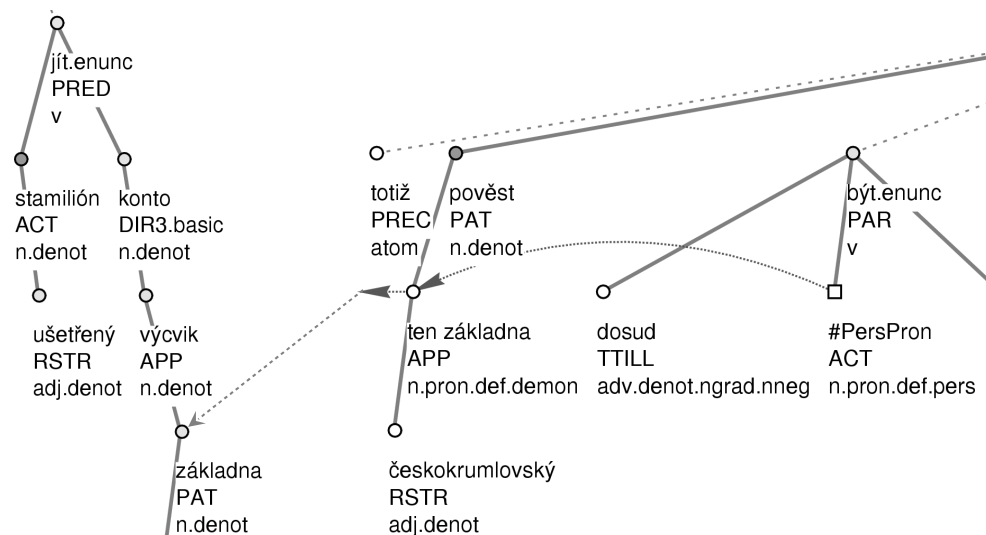 jít.enunc
PRED
v
stamilión
ACT
n.denot
konto
DIR3.basic
n.denot
totiž
PREC
atom
pověst
PAT
n.denot
být.enunc
PAR
v
ušetřený
RSTR
adj.denot
výcvik
APP
n.denot
ten základna
APP
n.pron.def.demon
dosud
TTILL
adv.denot.ngrad.nneg
#PersPron
ACT
n.pron.def.pers
základna
PAT
n.denot
českokrumlovský
RSTR
adj.denot